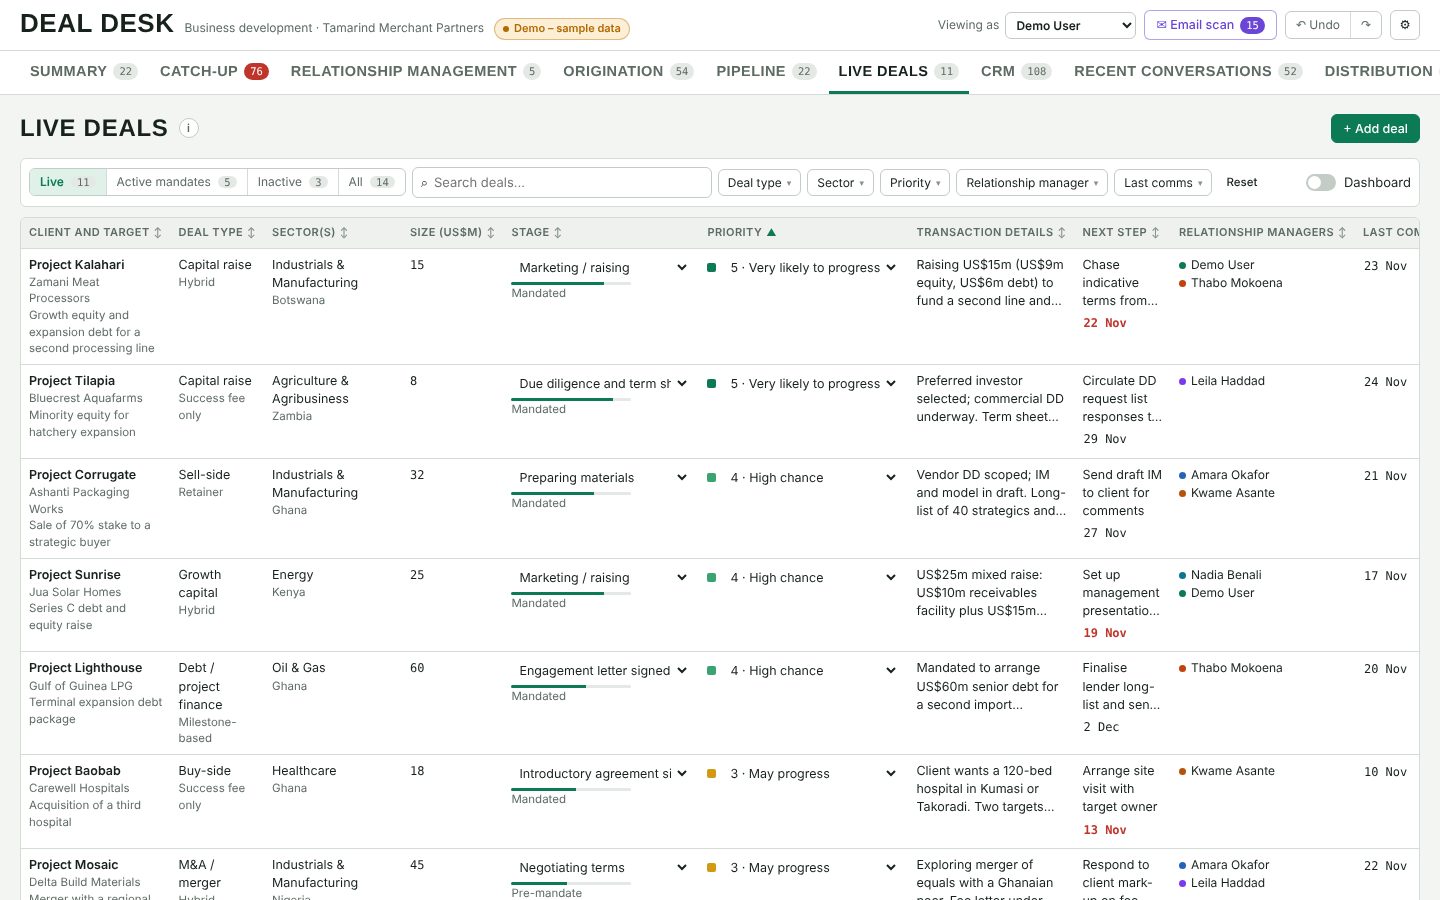 DEAL DESK Business development · Tamarind Merchant Partners Demo – sample data Viewing as Demo User Email scan 15 Undo
SUMMARY 22 CATCH-UP 76 RELATIONSHIP MANAGEMENT 5 ORIGINATION 54 PIPELINE 22 LIVE DEALS 11 CRM 108 RECENT CONVERSATIONS 52 DISTRIBUTION
LIVE DEALS i + Add deal
Live 11 Active mandates 5 Inactive 3 All 14 Search deals... Deal type Sector Priority Relationship manager Last comms Reset Dashboard
CLIENT AND TARGET DEAL TYPE SECTOR(S) SIZE (US$M) STAGE PRIORITY TRANSACTION DETAILS NEXT STEP RELATIONSHIP MANAGERS LAST COM
Project Kalahari
Zamani Meat
Processors
Growth equity and
expansion debt for a
second processing line
Capital raise
Hybrid
Industrials &
Manufacturing
Botswana
15
Marketing / raising
Mandated
5 · Very likely to progress
Raising US$15m (US$9m
equity, US$6m debt) to
fund a second line and...
Chase
indicative
terms from...
22 Nov
Demo User
Thabo Mokoena
23 Nov
Project Tilapia
Bluecrest Aquafarms
Minority equity for
hatchery expansion
Capital raise
Success fee
only
Agriculture &
Agribusiness
Zambia
8
Due diligence and term sh
Mandated
5 · Very likely to progress
Preferred investor
selected; commercial DD
underway. Term sheet...
Circulate DD
request list
responses t...
29 Nov
Leila Haddad
24 Nov
Project Corrugate
Ashanti Packaging
Works
Sale of 70% stake to a
strategic buyer
Sell-side
Retainer
Industrials &
Manufacturing
Ghana
32
Preparing materials
Mandated
4 · High chance
Vendor DD scoped; IM
and model in draft. Long-
list of 40 strategics and...
Send draft IM
to client for
comments
27 Nov
Amara Okafor
Kwame Asante
21 Nov
Project Sunrise
Jua Solar Homes
Series C debt and
equity raise
Growth
capital
Hybrid
Energy
Kenya
25
Marketing / raising
Mandated
4 · High chance
US$25m mixed raise:
US$10m receivables
facility plus US$15m...
Set up
management
presentatio...
19 Nov
Nadia Benali
Demo User
17 Nov
Project Lighthouse
Gulf of Guinea LPG
Terminal expansion debt
package
Debt /
project
finance
Milestone-
based
Oil & Gas
Ghana
60
Engagement letter signed
Mandated
4 · High chance
Mandated to arrange
US$60m senior debt for
a second import...
Finalise
lender long-
list and sen...
2 Dec
Thabo Mokoena
20 Nov
Project Baobab
Carewell Hospitals
Acquisition of a third
hospital
Buy-side
Success fee
only
Healthcare
Ghana
18
Introductory agreement si
Mandated
3 · May progress
Client wants a 120-bed
hospital in Kumasi or
Takoradi. Two targets...
Arrange site
visit with
target owner
13 Nov
Kwame Asante
10 Nov
Project Mosaic
Delta Build Materials
Merger with a regional
M&A /
merger
Hybrid
Industrials &
Manufacturing
Nigeria
45
Negotiating terms
Pre-mandate
3 · May progress
Exploring merger of
equals with a Ghanaian
peer. Fee letter under
Respond to
client mark-
up on fee
Amara Okafor
Leila Haddad
22 Nov